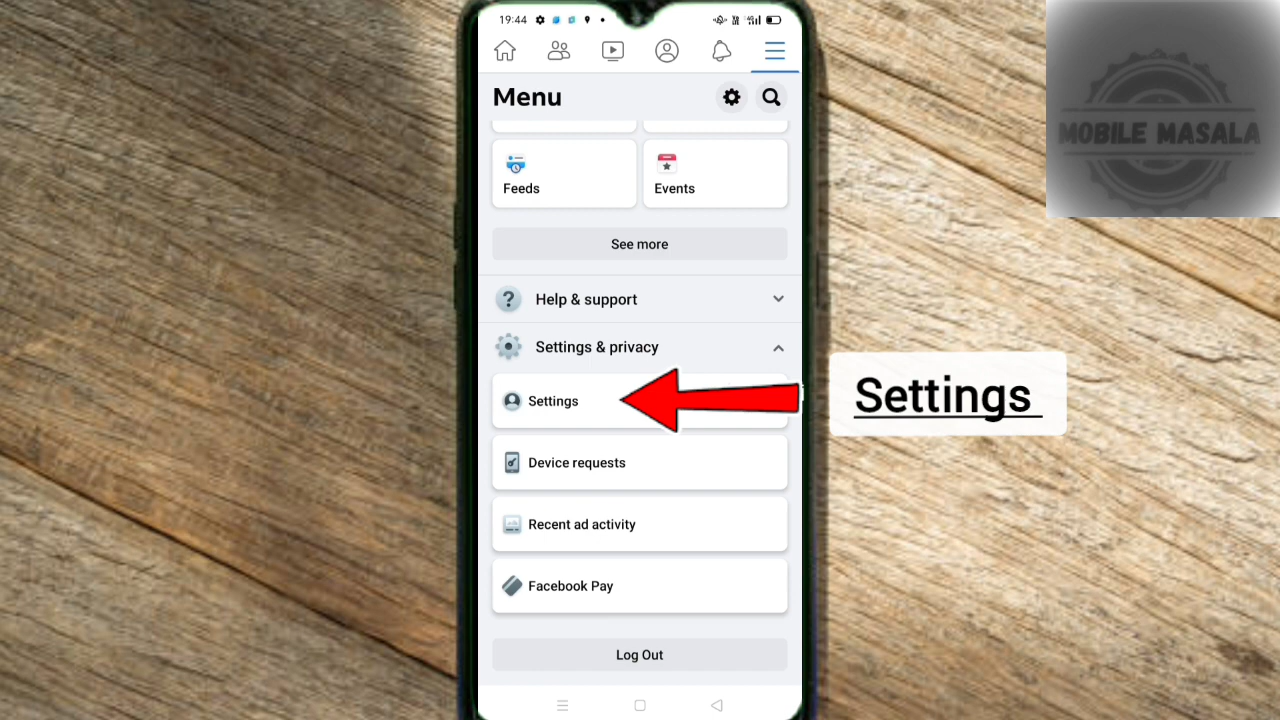 19:44
Menu
Feeds
Events
See more
Help & support
Settings & privacy
Settings
Device requests
Recent ad activity
Facebook Pay
Log Out
Settings
MOBILE MASALA